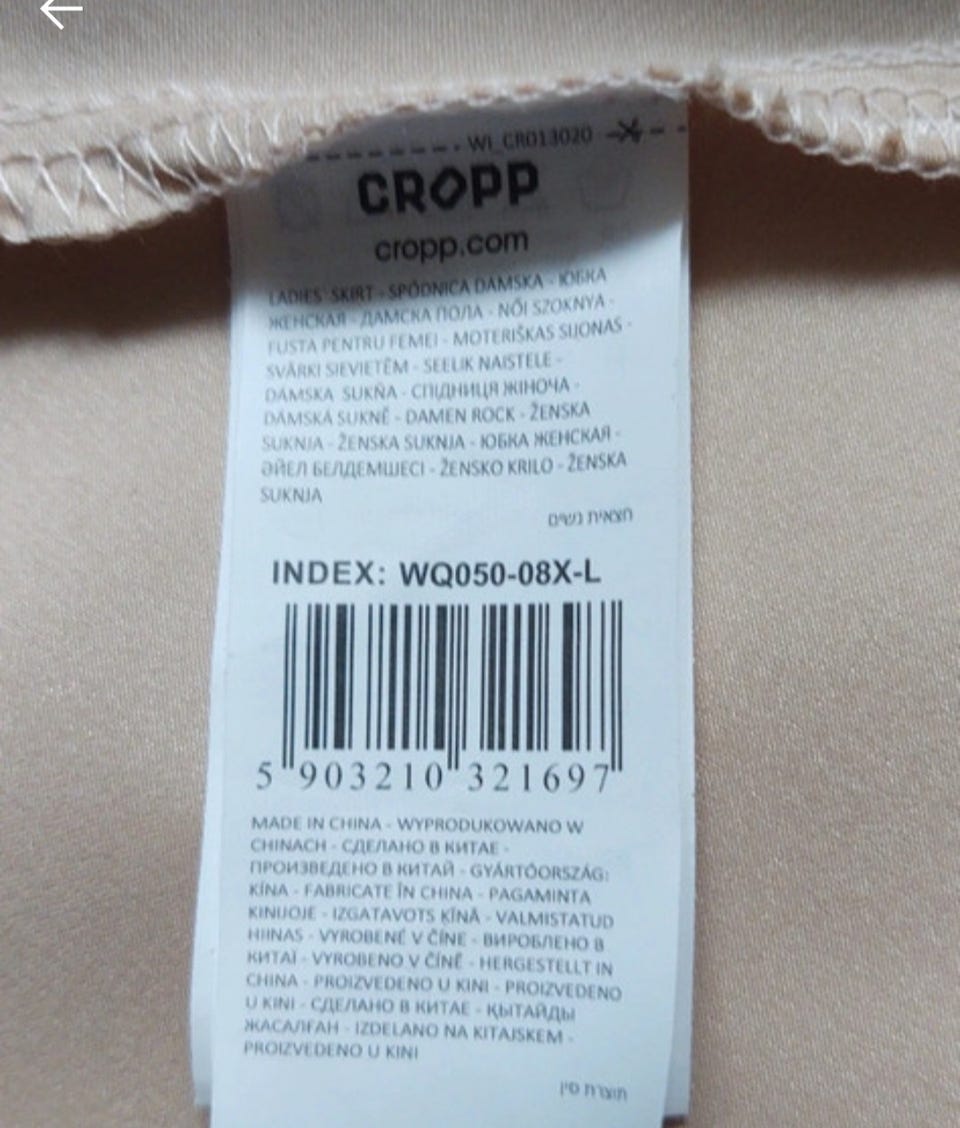 WI_CR013020
CROPP
cropp.com
LADIES' SKIRT - SPÓDNICA DAMSKA - ЮБКА
ЖЕНСКАЯ - ДАМСКА ПОЛА - NŐI SZOKNYA -
FUSTA PENTRU FEMEI - MOTERIŠKAS SIJONAS -
SVĀRKI SIEVIETĒM - SEELIK NAISTELE -
DÁMSKA SUKŇA - СПІДНИЦЯ ЖІНОЧА -
DÁMSKÁ SUKNĚ - DAMEN ROCK - ŽENSKA
SUKNJA - ŽENSKA SUKNJA - ЮБКА ЖЕНСКАЯ -
ӘЙЕЛ БЕЛДЕМШЕСІ - ŽENSKO KRILO - ŽENSKA
SUKNJA
חצאית נשים
INDEX: WQ050-08X-L
5 903210 321697
MADE IN CHINA - WYPRODUKOWANO W
CHINACH - СДЕЛАНО В КИТАЕ -
ПРОИЗВЕДЕНО В КИТАЙ - GYÁRTÓORSZÁG:
KÍNA - FABRICATE ÎN CHINA - PAGAMINTA
KINIJOJE - IZGATAVOTS ĶĪNĀ - VALMISTATUD
HIINAS - VYROBENÉ V ČÍNE - ВИРОБЛЕНО В
КИТАЇ - VYROBENO V ČÍNĚ - HERGESTELLT IN
CHINA - PROIZVEDENO U KINI - PROIZVEDENO
U KINI - СДЕЛАНО В КИТАЕ - ҚЫТАЙДЫ
ЖАСАЛҒАН - IZDELANO NA KITAJSKEM -
PROIZVEDENO U KINI
תוצרת סין